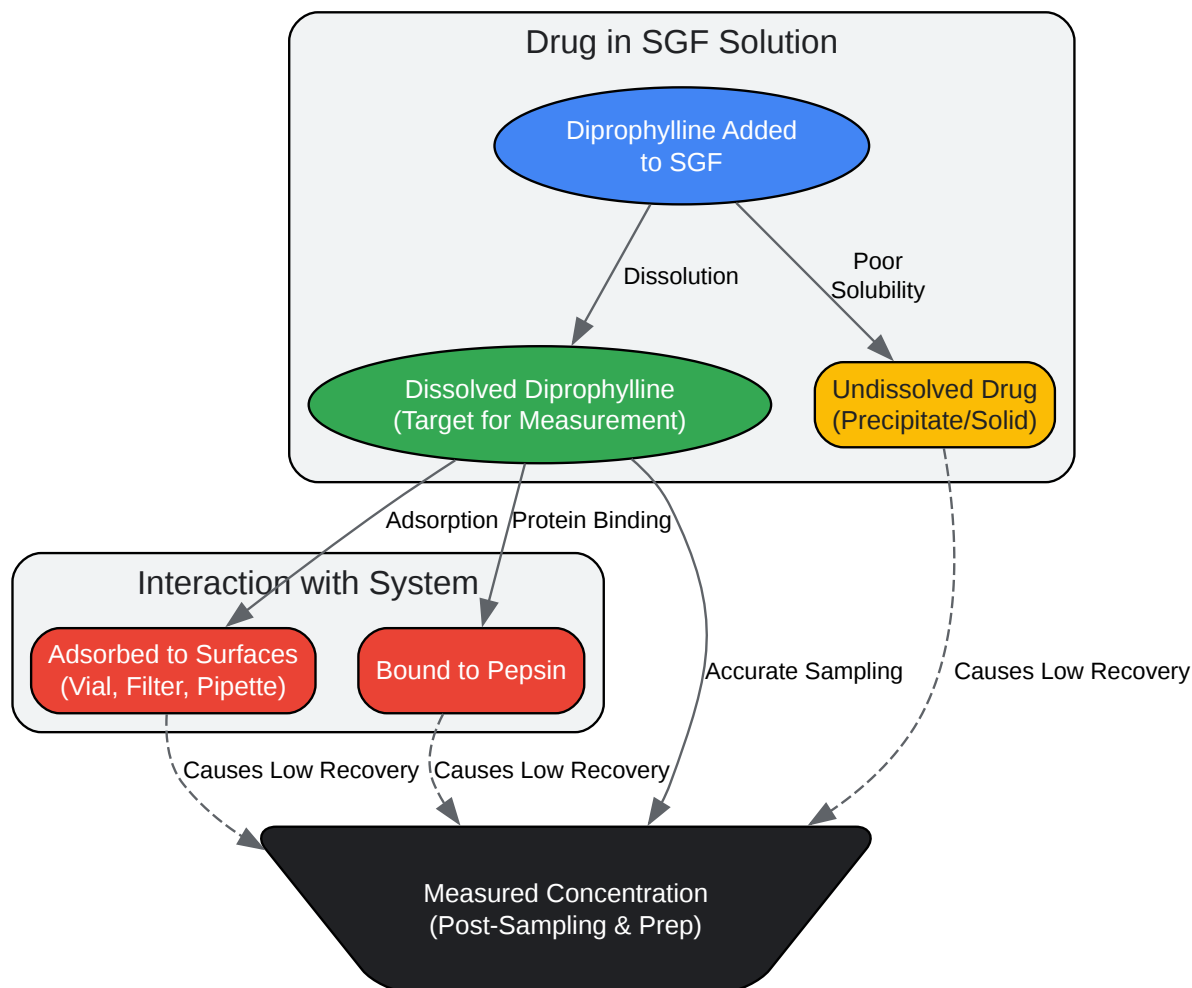 Drug in SGF Solution
Diprophylline Added
to SGF
Dissolution
Poor
Solubility
Dissolved Diprophylline
(Target for Measurement)
Undissolved Drug
(Precipitate/Solid)
Adsorption
Protein Binding
Interaction with System
Adsorbed to Surfaces
(Vial, Filter, Pipette)
Bound to Pepsin
Accurate Sampling
Causes Low Recovery
Causes Low Recovery
Causes Low Recovery
Measured Concentration
(Post-Sampling & Prep)